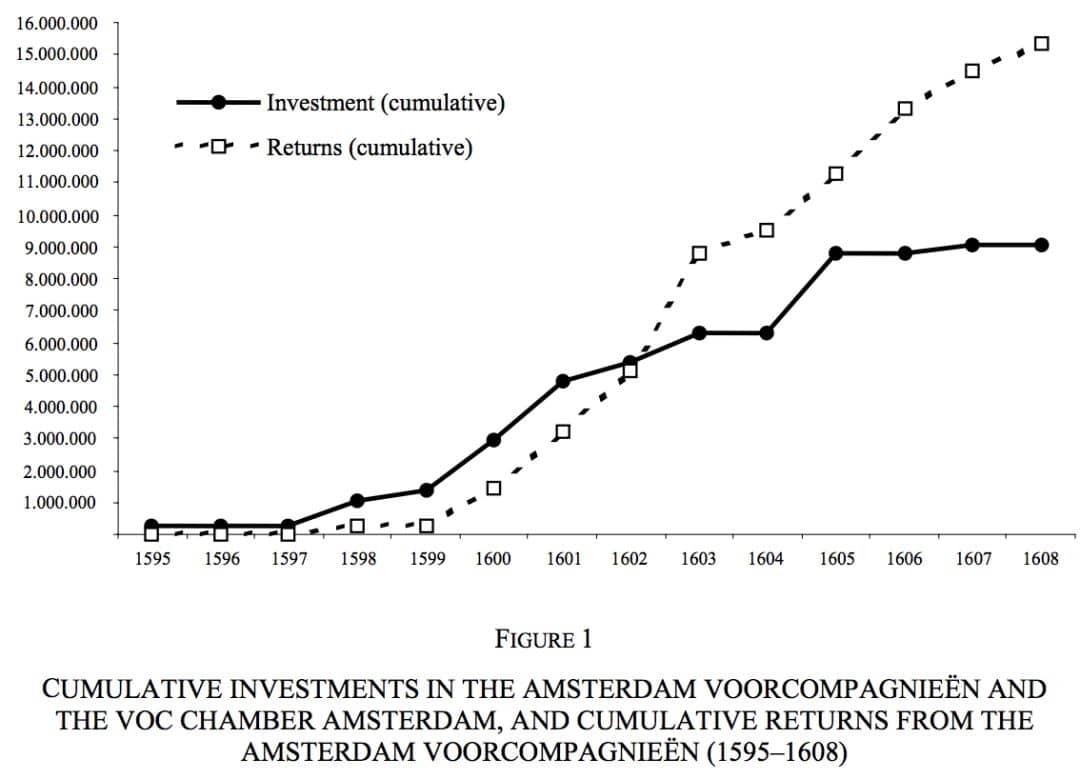 16.000.000
15.000.000
14.000.000
13.000.000
12.000.000
11.000.000
10.000.000
9.000.000
8.000.000
7.000.000
6.000.000
5.000.000
4.000.000
3.000.000
2.000.000
1.000.000
Investment (cumulative)
Returns (cumulative)
1595 1596 1597 1598 1599 1600 1601 1602 1603 1604 1605 1606 1607 1608
FIGURE 1
CUMULATIVE INVESTMENTS IN THE AMSTERDAM VOORCOMPAGNIEËN AND
THE VOC CHAMBER AMSTERDAM, AND CUMULATIVE RETURNS FROM THE
AMSTERDAM VOORCOMPAGNIEËN (1595–1608)